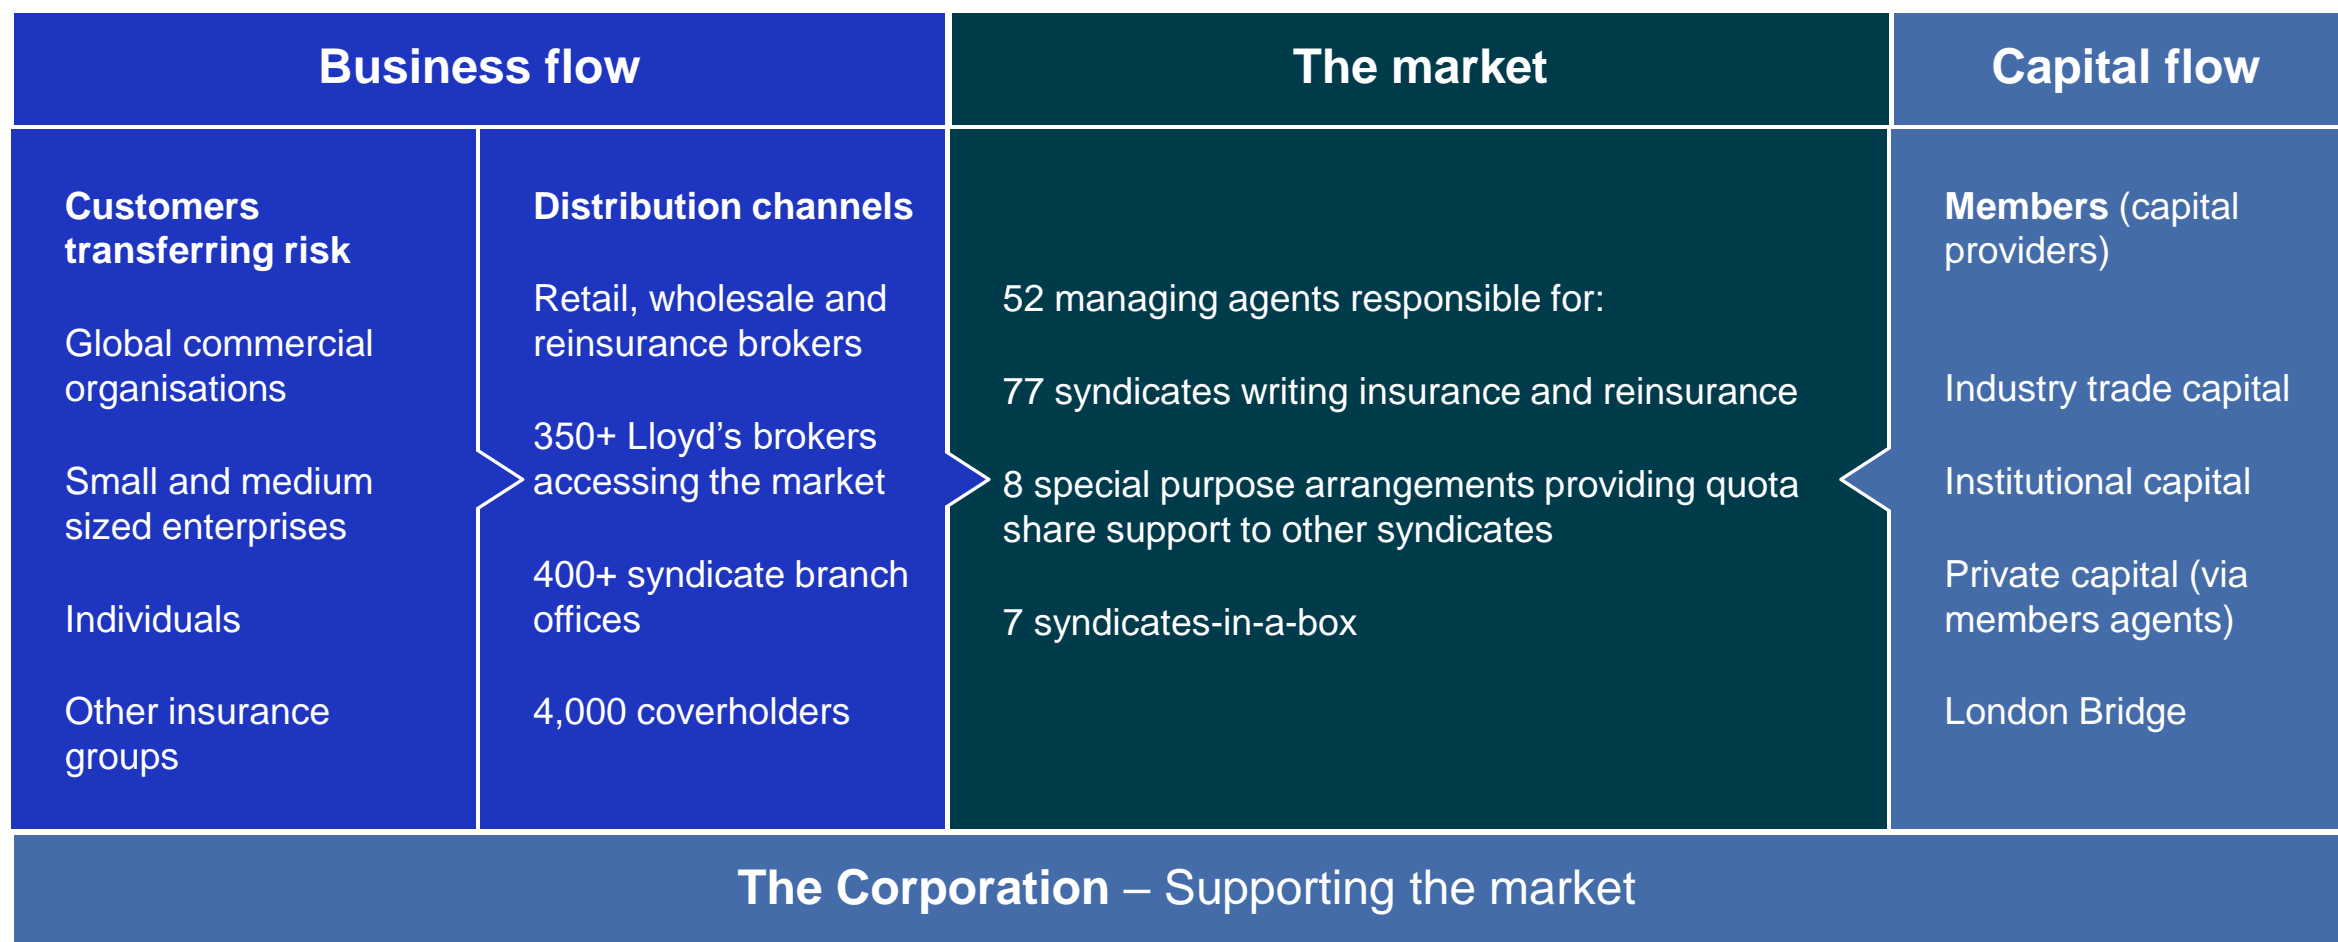 Business flow
The market
Capital flow
Customers
transferring risk
Global commercial
organisations
Small and medium
sized enterprises
Individuals
Other insurance
groups
Distribution channels
Retail, wholesale and
reinsurance brokers
350+ Lloyd’s brokers
accessing the market
400+ syndicate branch
offices
4,000 coverholders
52 managing agents responsible for:
77 syndicates writing insurance and reinsurance
8 special purpose arrangements providing quota
share support to other syndicates
7 syndicates-in-a-box
Members (capital
providers)
Industry trade capital
Institutional capital
Private capital (via
members agents)
London Bridge
The Corporation – Supporting the market